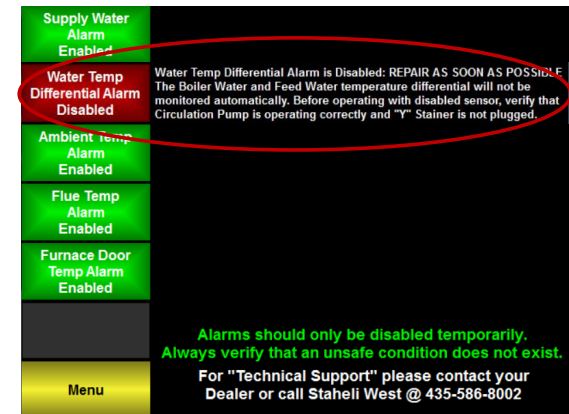 Supply Water
Alarm
Enabled
Water Temp
Differential Alarm
Disabled
Water Temp Differential Alarm is Disabled: REPAIR AS SOON AS POSSIBLE
The Boiler Water and Feed Water temperature differential will not be
monitored automatically. Before operating with disabled sensor, verify that
Circulation Pump is operating correctly and "Y" Stainer is not plugged.
Ambient Temp
Alarm
Enabled
Flue Temp
Alarm
Enabled
Furnace Door
Temp Alarm
Enabled
Alarms should only be disabled temporarily.
Always verify that an unsafe condition does not exist.
Menu
For "Technical Support" please contact your
Dealer or call Staheli West @ 435-586-8002